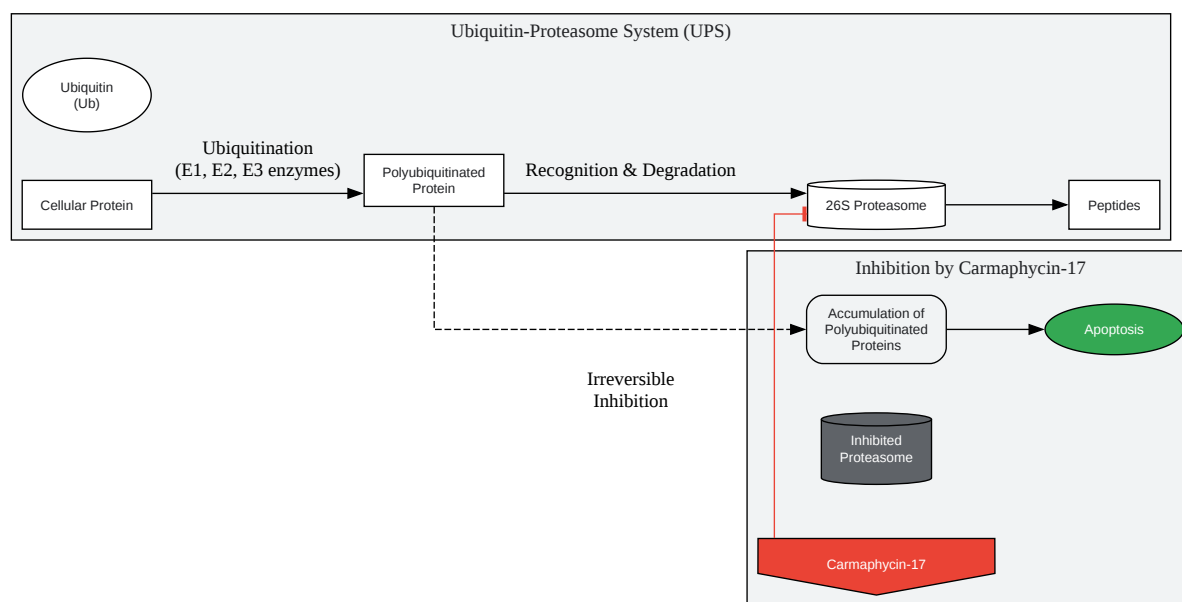 Ubiquitin-Proteasome System (UPS)
Ubiquitin
(Ub)
Ubiquitination
(E1, E2, E3 enzymes)
Cellular Protein
Polyubiquitinated
Protein
Recognition & Degradation
26S Proteasome
Peptides
Inhibition by Carmaphycin-17
Accumulation of
Polyubiquitinated
Proteins
Apoptosis
Irreversible
Inhibition
Inhibited
Proteasome
Carmaphycin-17